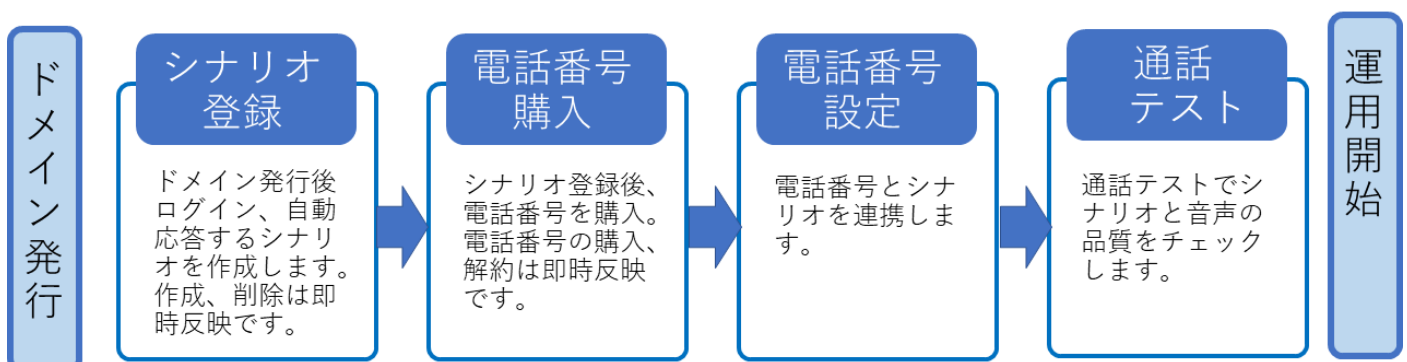 ドメイン発行
シナリオ
登録
ドメイン発行後
ログイン、自動
応答するシナリ
オを作成します。
作成、削除は即
時反映です。
電話番号
購入
シナリオ登録後、
電話番号を購入。
電話番号の購入、
解約は即時反映
です。
電話番号
設定
電話番号とシナ
リオを連携しま
す。
通話
テスト
通話テストでシ
ナリオと音声の
品質をチェック
します。
運用開始